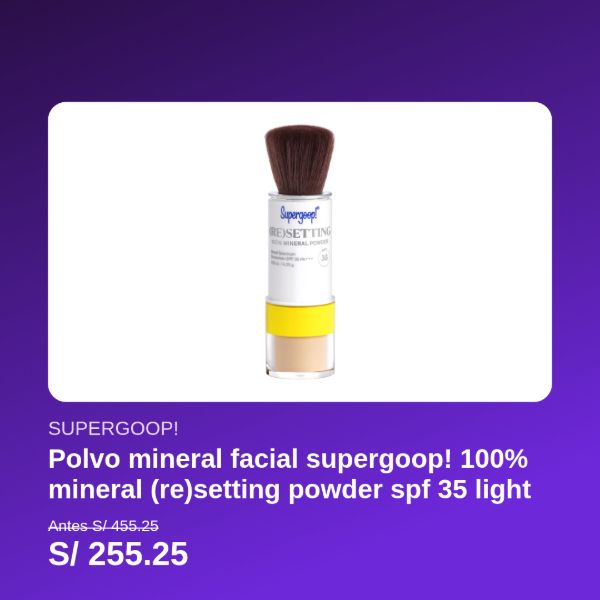 Supergoop!
(RE)SETTING
100% MINERAL POWDER
SPF
35
SUPERGOOP!
Polvo mineral facial supergoop! 100%
mineral (re)setting powder spf 35 light
Antes S/ 455.25
S/ 255.25